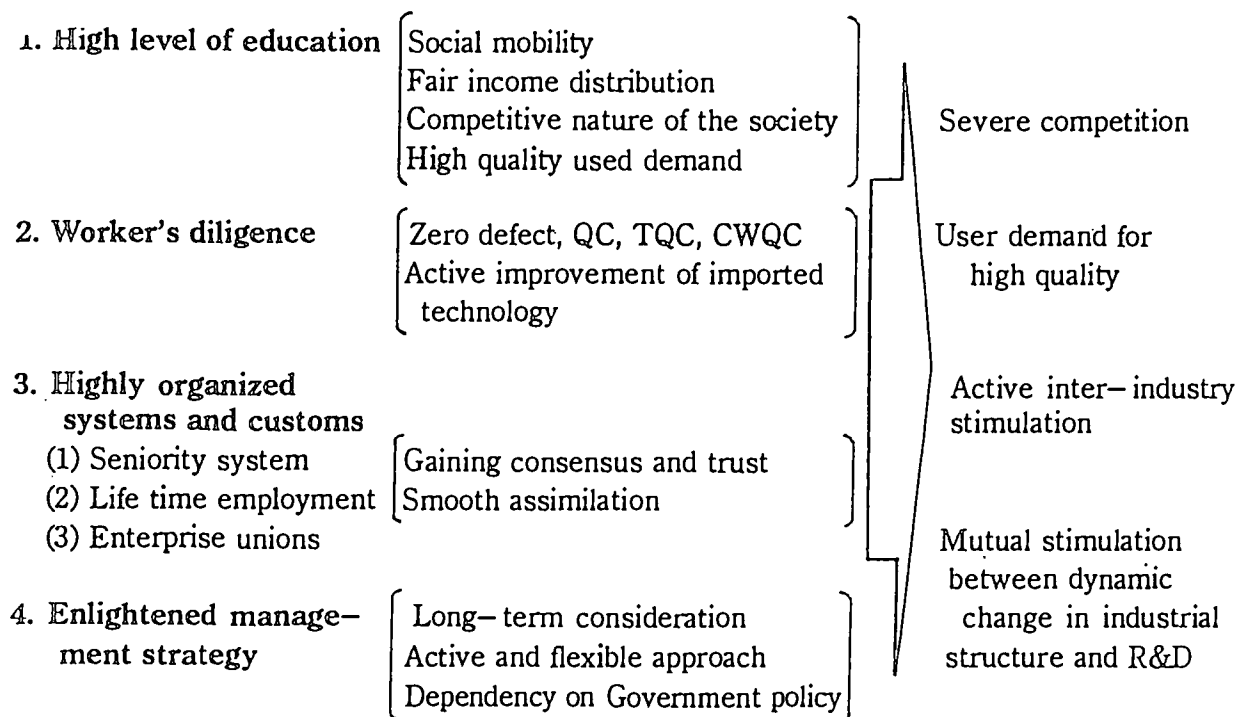 1. High level of education
Social mobility
Fair income distribution
Competitive nature of the society
High quality used demand
2. Worker's diligence
Zero defect, QC, TQC, CWQC
Active improvement of imported
technology
3. Highly organized
systems and customs
(1) Seniority system
(2) Life time employment
(3) Enterprise unions
Gaining consensus and trust
Smooth assimilation
4. Enlightened manage–
ment strategy
Long–term consideration
Active and flexible approach
Dependency on Government policy
Severe competition
User demand for
high quality
Active inter–industry
stimulation
Mutual stimulation
between dynamic
change in industrial
structure and R&D